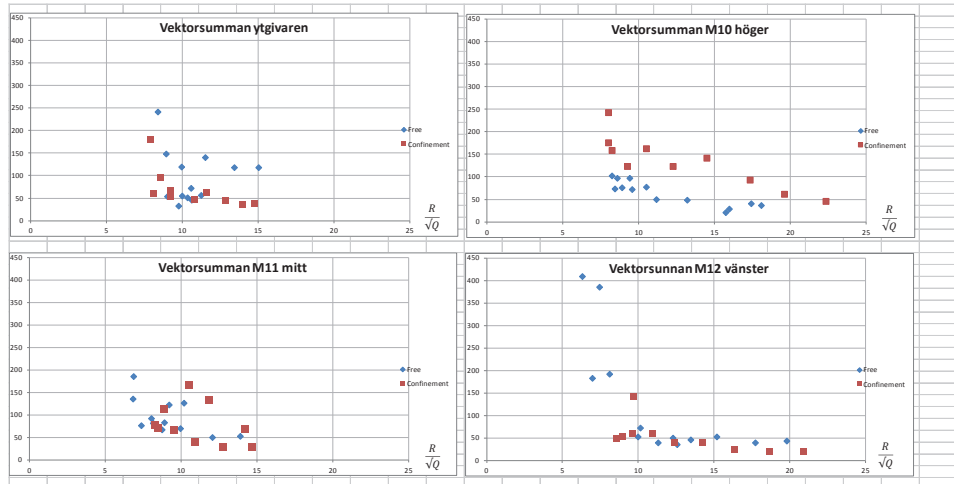 Vektorsumman ytgivaren
450
400
350
300
250
200
150
100
50
0
0 5 10 15 20 25
Free
Confinement
R
√Q
Vektorsumman M10 höger
450
400
350
300
250
200
150
100
50
0
0 5 10 15 20 25
Free
Confinement
R
√Q
Vektorsumman M11 mitt
450
400
350
300
250
200
150
100
50
0
0 5 10 15 20 25
Free
Confinement
R
√Q
Vektorsunnan M12 vänster
450
400
350
300
250
200
150
100
50
0
0 5 10 15 20 25
Free
Confinement
R
√Q